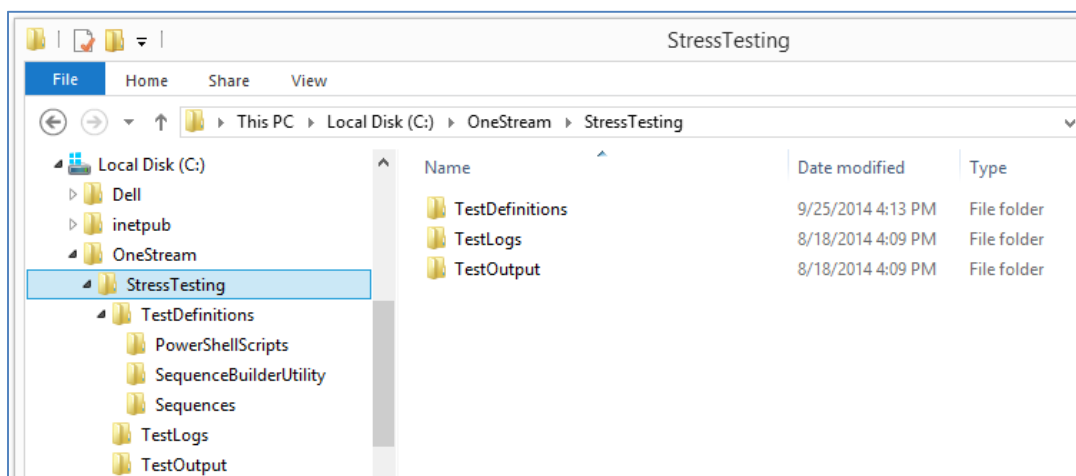 StressTesting
File Home Share View
This PC Local Disk (C:) OneStream StressTesting
Local Disk (C:)
Dell
inetpub
OneStream
StressTesting
TestDefinitions
PowerShellScripts
SequenceBuilderUtility
Sequences
TestLogs
TestOutput
Name Date modified Type
TestDefinitions 9/25/2014 4:13 PM File folder
TestLogs 8/18/2014 4:09 PM File folder
TestOutput 8/18/2014 4:09 PM File folder